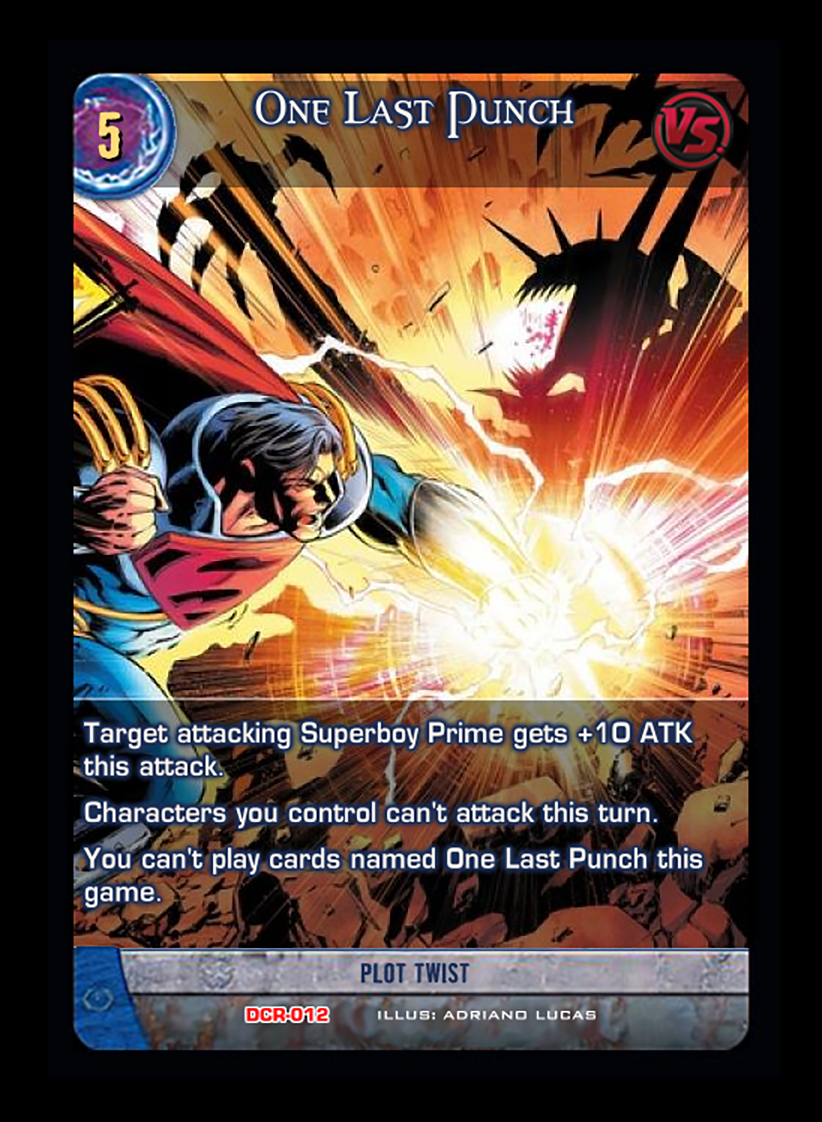 5
One Last Punch
VS.
Target attacking Superboy Prime gets +10 ATK
this attack.
Characters you control can't attack this turn.
You can't play cards named One Last Punch this
game.
PLOT TWIST
DCR-012 ILLUS: ADRIANO LUCAS